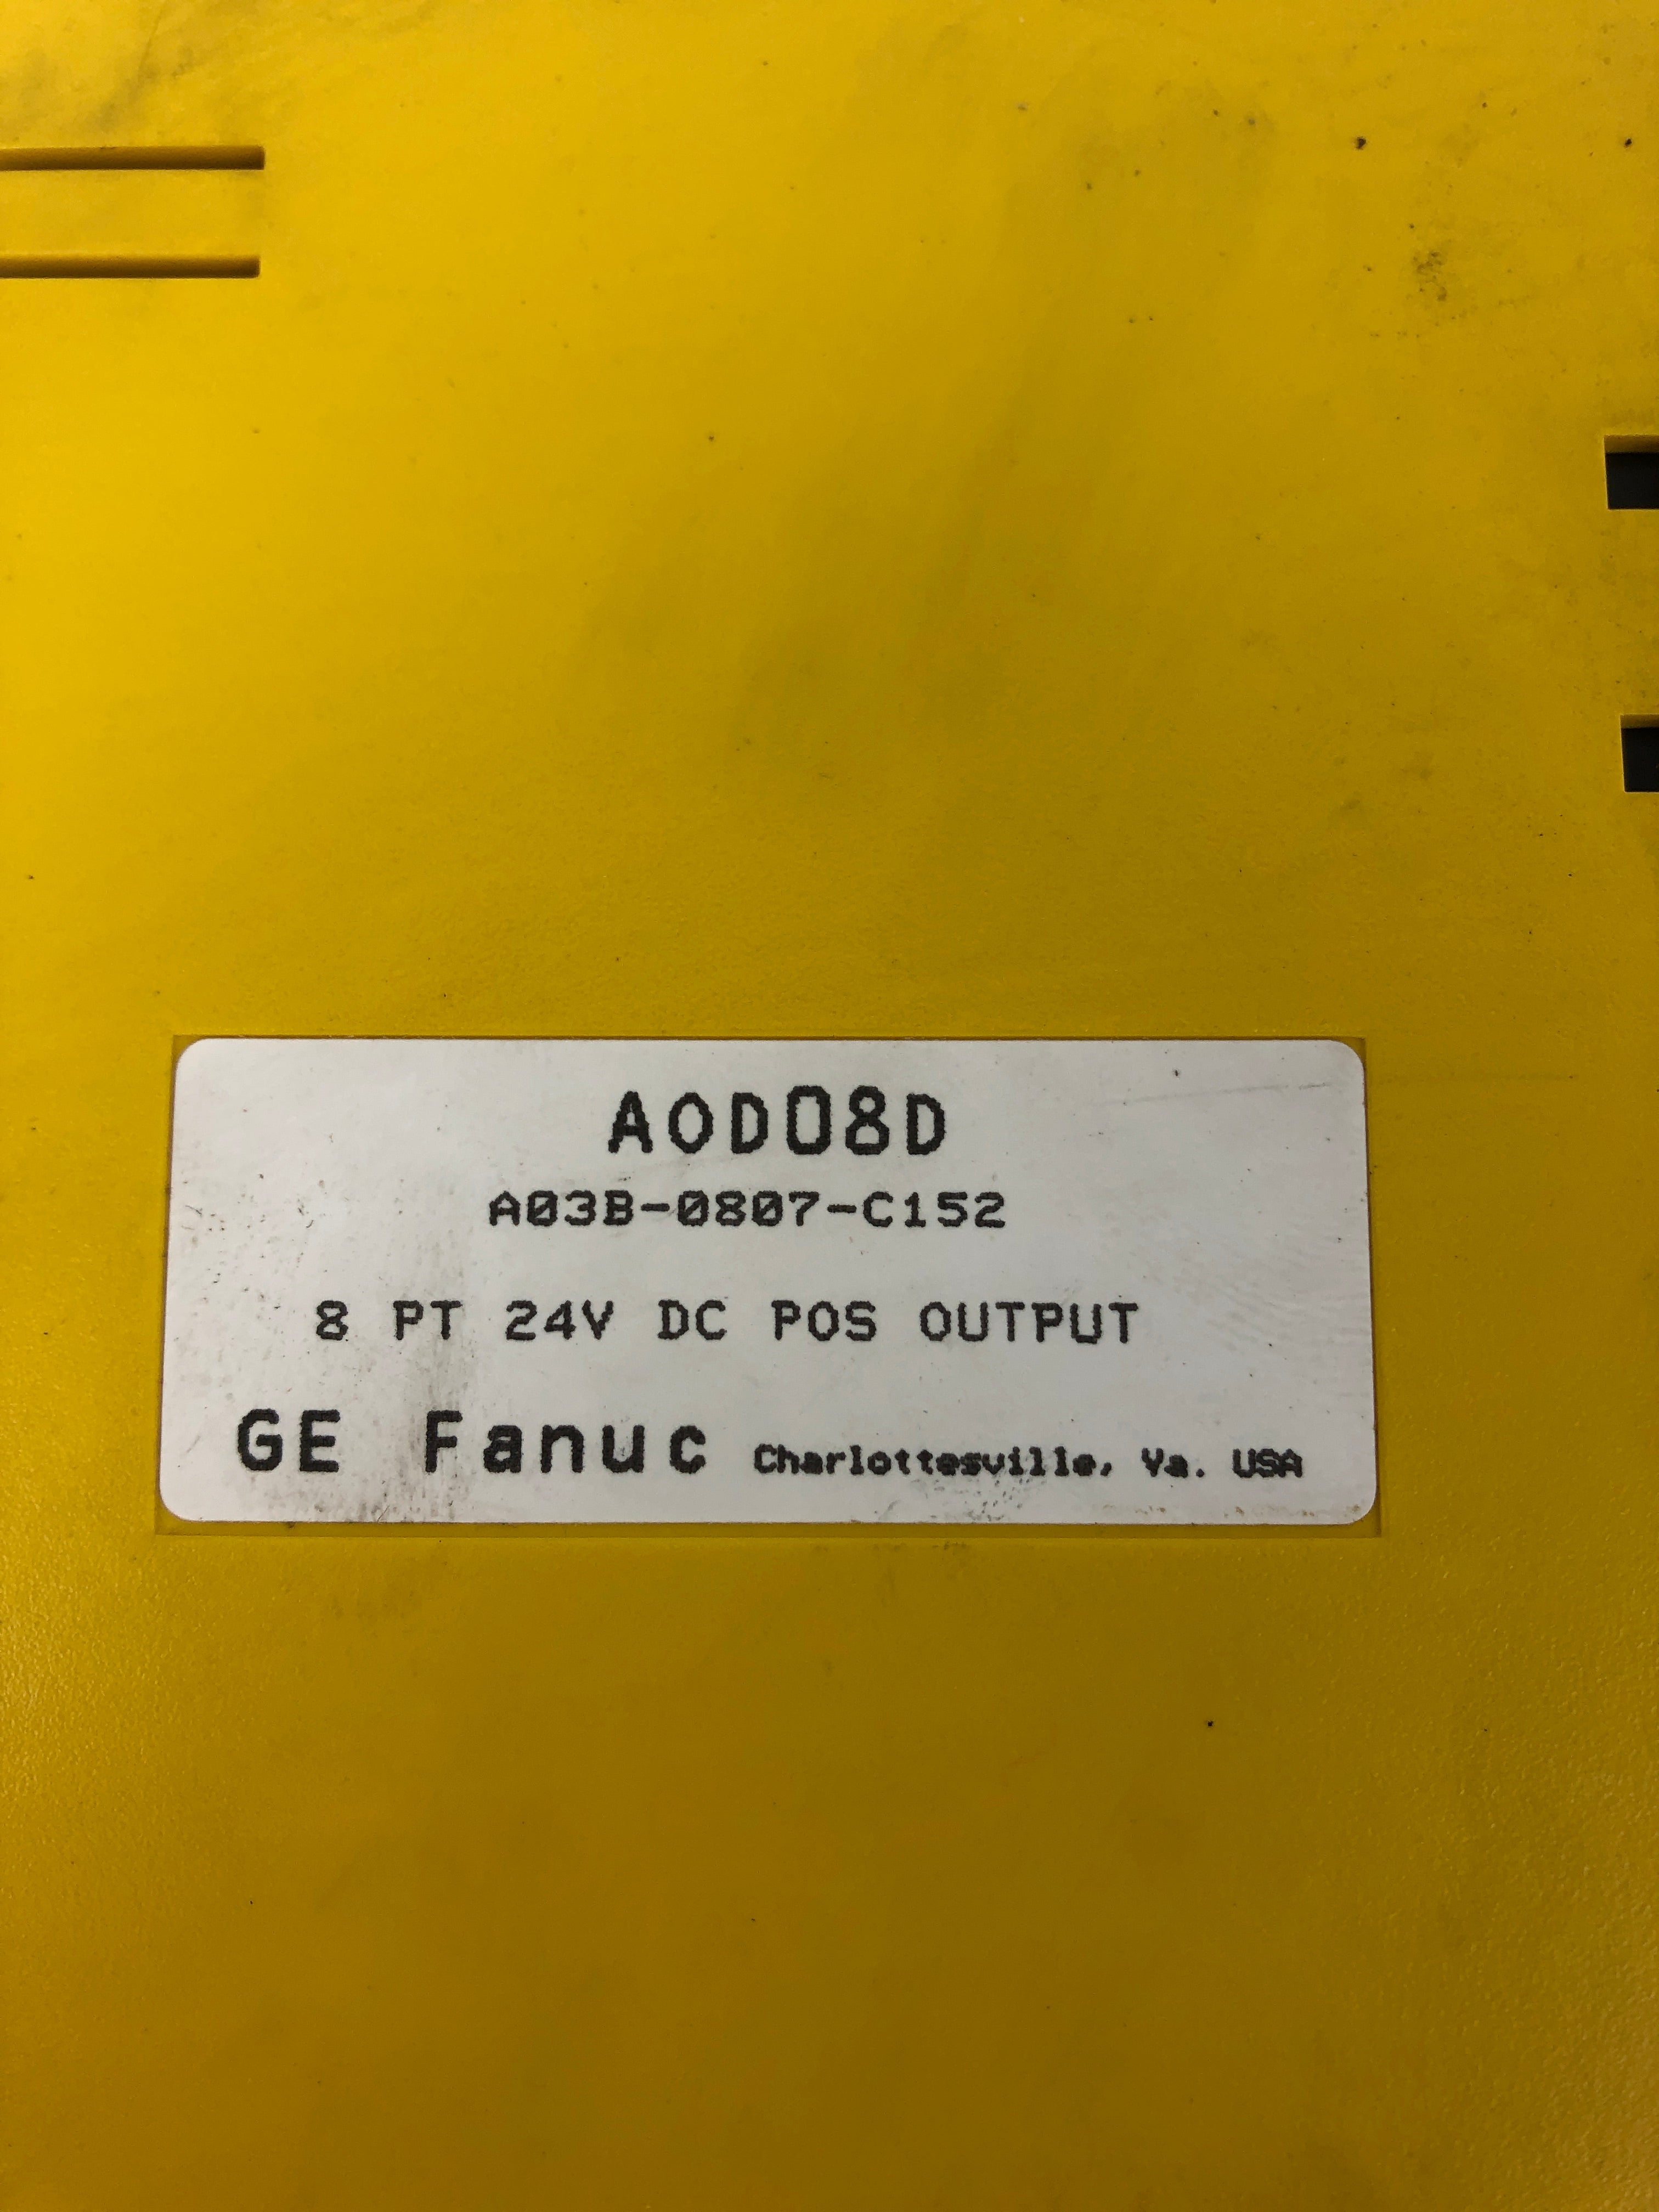 AOD08D
A03B-0807-C152
8 PT 24V DC POS OUTPUT
GE Fanuc Charlottesville, Va. USA